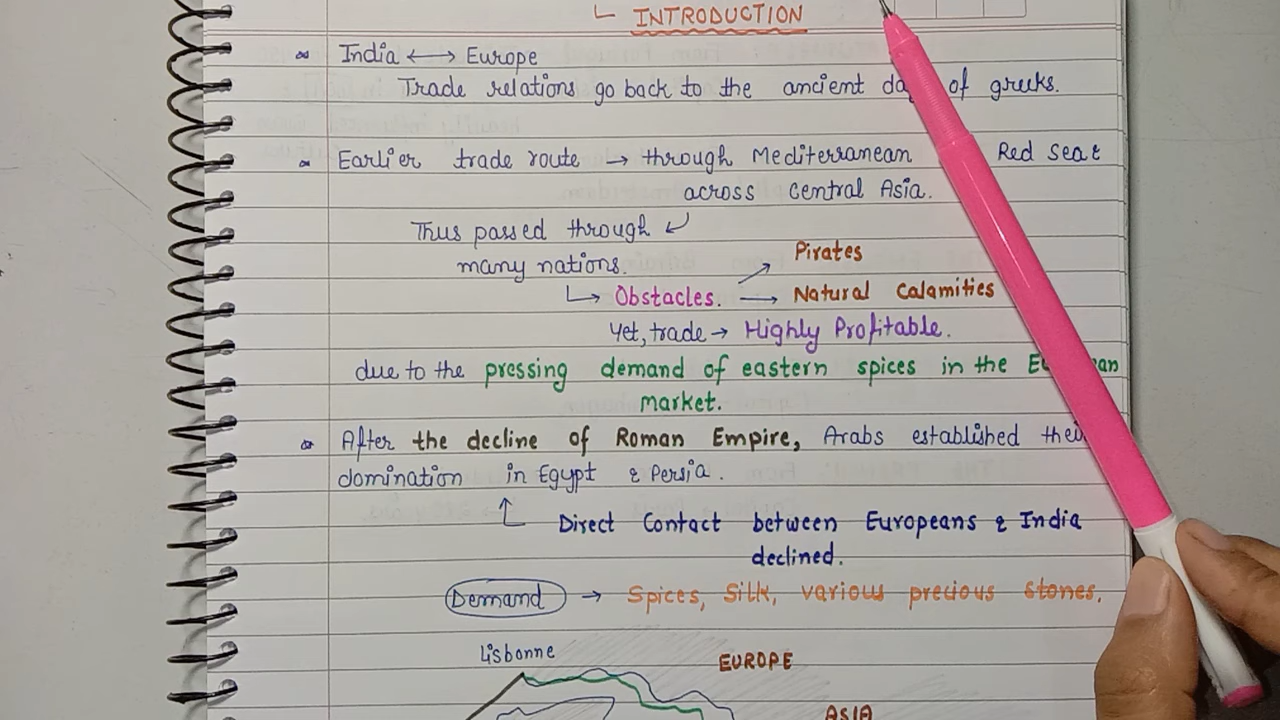 INTRODUCTION
India ⟷ Europe
Trade relations go back to the ancient of greeks.
Earlier trade route → through Mediterranean Red Sea &
across Central Asia.
Thus passed through ↙
many nations.
Pirates
↳ Obstacles. → Natural Calamities
Yet, trade → Highly Profitable.
due to the pressing demand of eastern spices in the
market.
After the decline of Roman Empire, Arabs established their
domination in Egypt & Persia.
Direct Contact between Europeans & India
declined.
Demand → Spices, Silk, various precious stones.
Lisbonne
EUROPE
ASIA